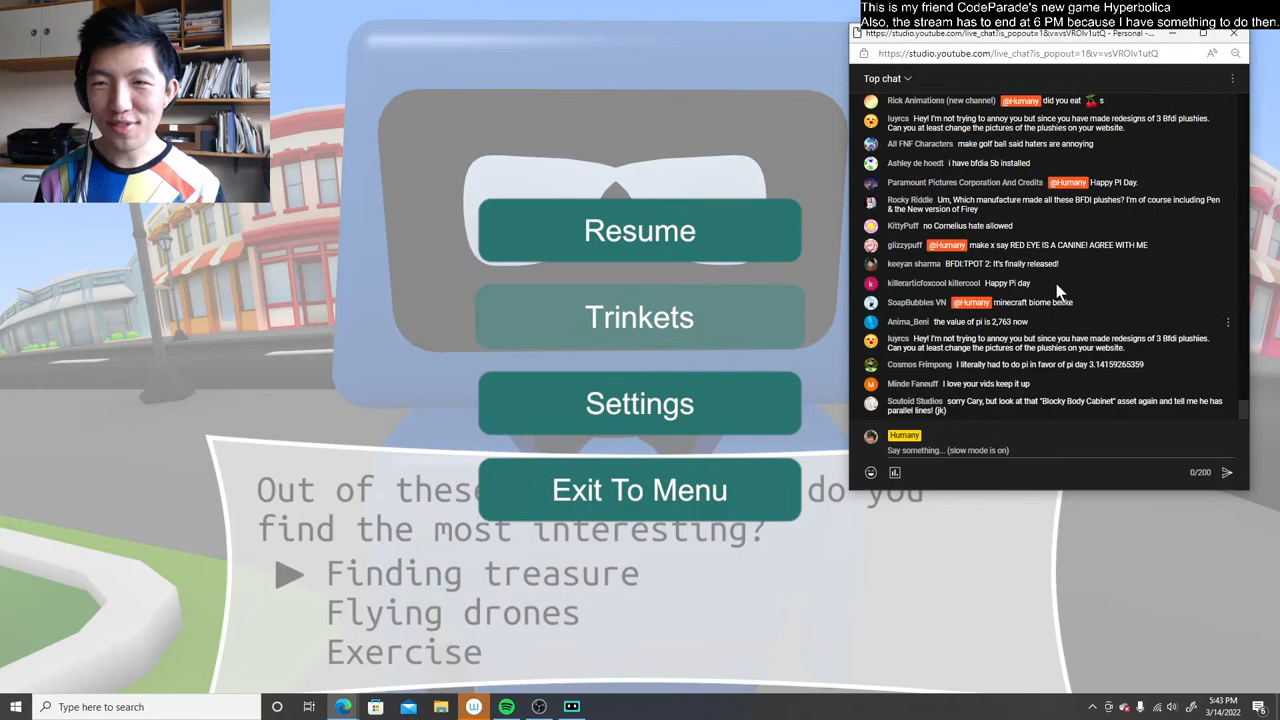 This is my friend CodeParade's new game Hyperbolica
Also, the stream has to end at 6 PM because I have something to do then.
https://studio.youtube.com/live_chat?is_popout=1&v=vsVROIv1utQ - Personal - ...
https://studio.youtube.com/live_chat?is_popout=1&v=vsVROIv1utQ
Top chat
Rick Animations (new channel) @Humany did you eat 🍒 s
luyrcs Hey! I'm not trying to annoy you but since you have made redesigns of 3 Bfdi plushies.
Can you at least change the pictures of the plushies on your website.
All FNF Characters make golf ball said haters are annoying
Ashley de hoedt i have bfdia 5b installed
Paramount Pictures Corporation And Credits @Humany Happy PI Day.
Rocky Riddle Um, Which manufacture made all these BFDI plushes? I'm of course including Pen
& the New version of Firey
KittyPuff no Cornelius hate allowed
glizzypuff @Humany make x say RED EYE IS A CANINE! AGREE WITH ME
keeyan sharma BFDI:TPOT 2: It's finally released!
killerarticfoxcool killercool Happy Pi day
SoapBubbles VN @Humany minecraft biome beike
Anima_Beni the value of pi is 2,763 now
luyrcs Hey! I'm not trying to annoy you but since you have made redesigns of 3 Bfdi plushies.
Can you at least change the pictures of the plushies on your website.
Cosmos Frimpong I literally had to do pi in favor of pi day 3.14159265359
Minde Faneuff I love your vids keep it up
Scutoid Studios sorry Cary, but look at that "Blocky Body Cabinet" asset again and tell me he has
parallel lines! (jk)
Humany
Say something... (slow mode is on)
0/200
Resume
Trinkets
Settings
Exit To Menu
Out of these do you
find the most interesting?
Finding treasure
Flying drones
Exercise
Type here to search
5:43 PM
3/14/2022
6